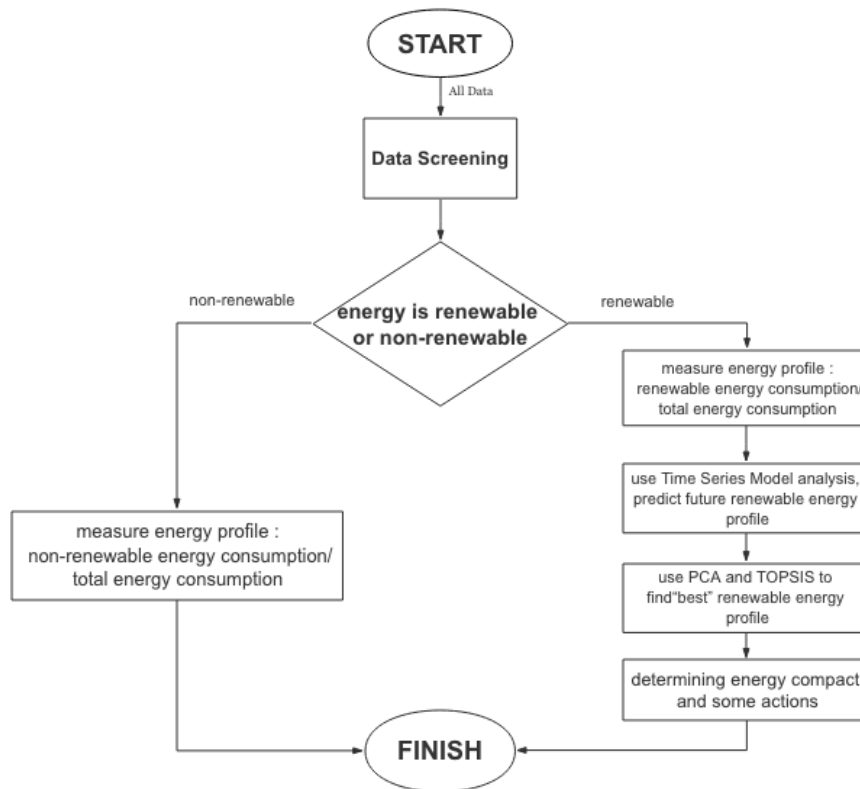 START
All Data
Data Screening
non-renewable
renewable
energy is renewable
or non-renewable
measure energy profile :
renewable energy consumption/
total energy consumption
use Time Series Model analysis,
predict future renewable energy
profile
measure energy profile :
non-renewable energy consumption/
total energy consumption
use PCA and TOPSIS to
find“best” renewable energy
profile
determining energy compact
and some actions
FINISH